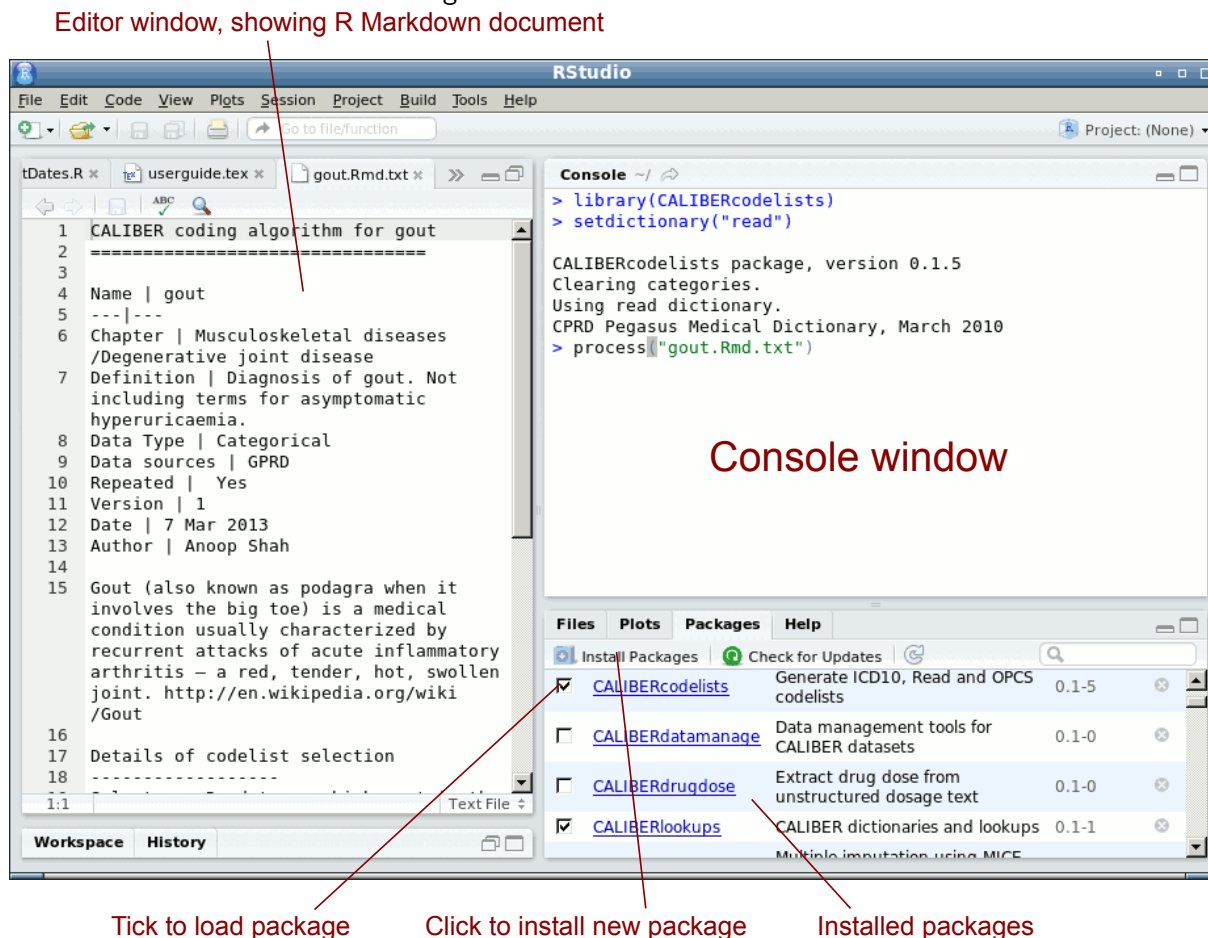 Editor window, showing R Markdown document
RStudio
File Edit Code View Plots Session Project Build Tools Help
Go to file/function
Project: (None)
tDates.R userguide.tex gout.Rmd.txt
ABC
1 CALIBER coding algorithm for gout
2 ================================
3
4 Name | gout
5 ---|---
6 Chapter | Musculoskeletal diseases
/Degenerative joint disease
7 Definition | Diagnosis of gout. Not
including terms for asymptomatic
hyperuricaemia.
8 Data Type | Categorical
9 Data sources | GPRD
10 Repeated |  Yes
11 Version | 1
12 Date | 7 Mar 2013
13 Author | Anoop Shah
14
15 Gout (also known as podagra when it
involves the big toe) is a medical
condition usually characterized by
recurrent attacks of acute inflammatory
arthritis — a red, tender, hot, swollen
joint. http://en.wikipedia.org/wiki
/Gout
16
17 Details of codelist selection
18 ------------------
1:1 Text File
Workspace History
Console ~/
> library(CALIBERcodelists)
> setdictionary("read")
CALIBERcodelists package, version 0.1.5
Clearing categories.
Using read dictionary.
CPRD Pegasus Medical Dictionary, March 2010
> process("gout.Rmd.txt")
Console window
Files Plots Packages Help
Install Packages Check for Updates
CALIBERcodelists Generate ICD10, Read and OPCS codelists 0.1-5
CALIBERdatamanage Data management tools for CALIBER datasets 0.1-0
CALIBERdrugdose Extract drug dose from unstructured dosage text 0.1-0
CALIBERlookups CALIBER dictionaries and lookups 0.1-1
Multiple imputation using MICE
Tick to load package Click to install new package Installed packages